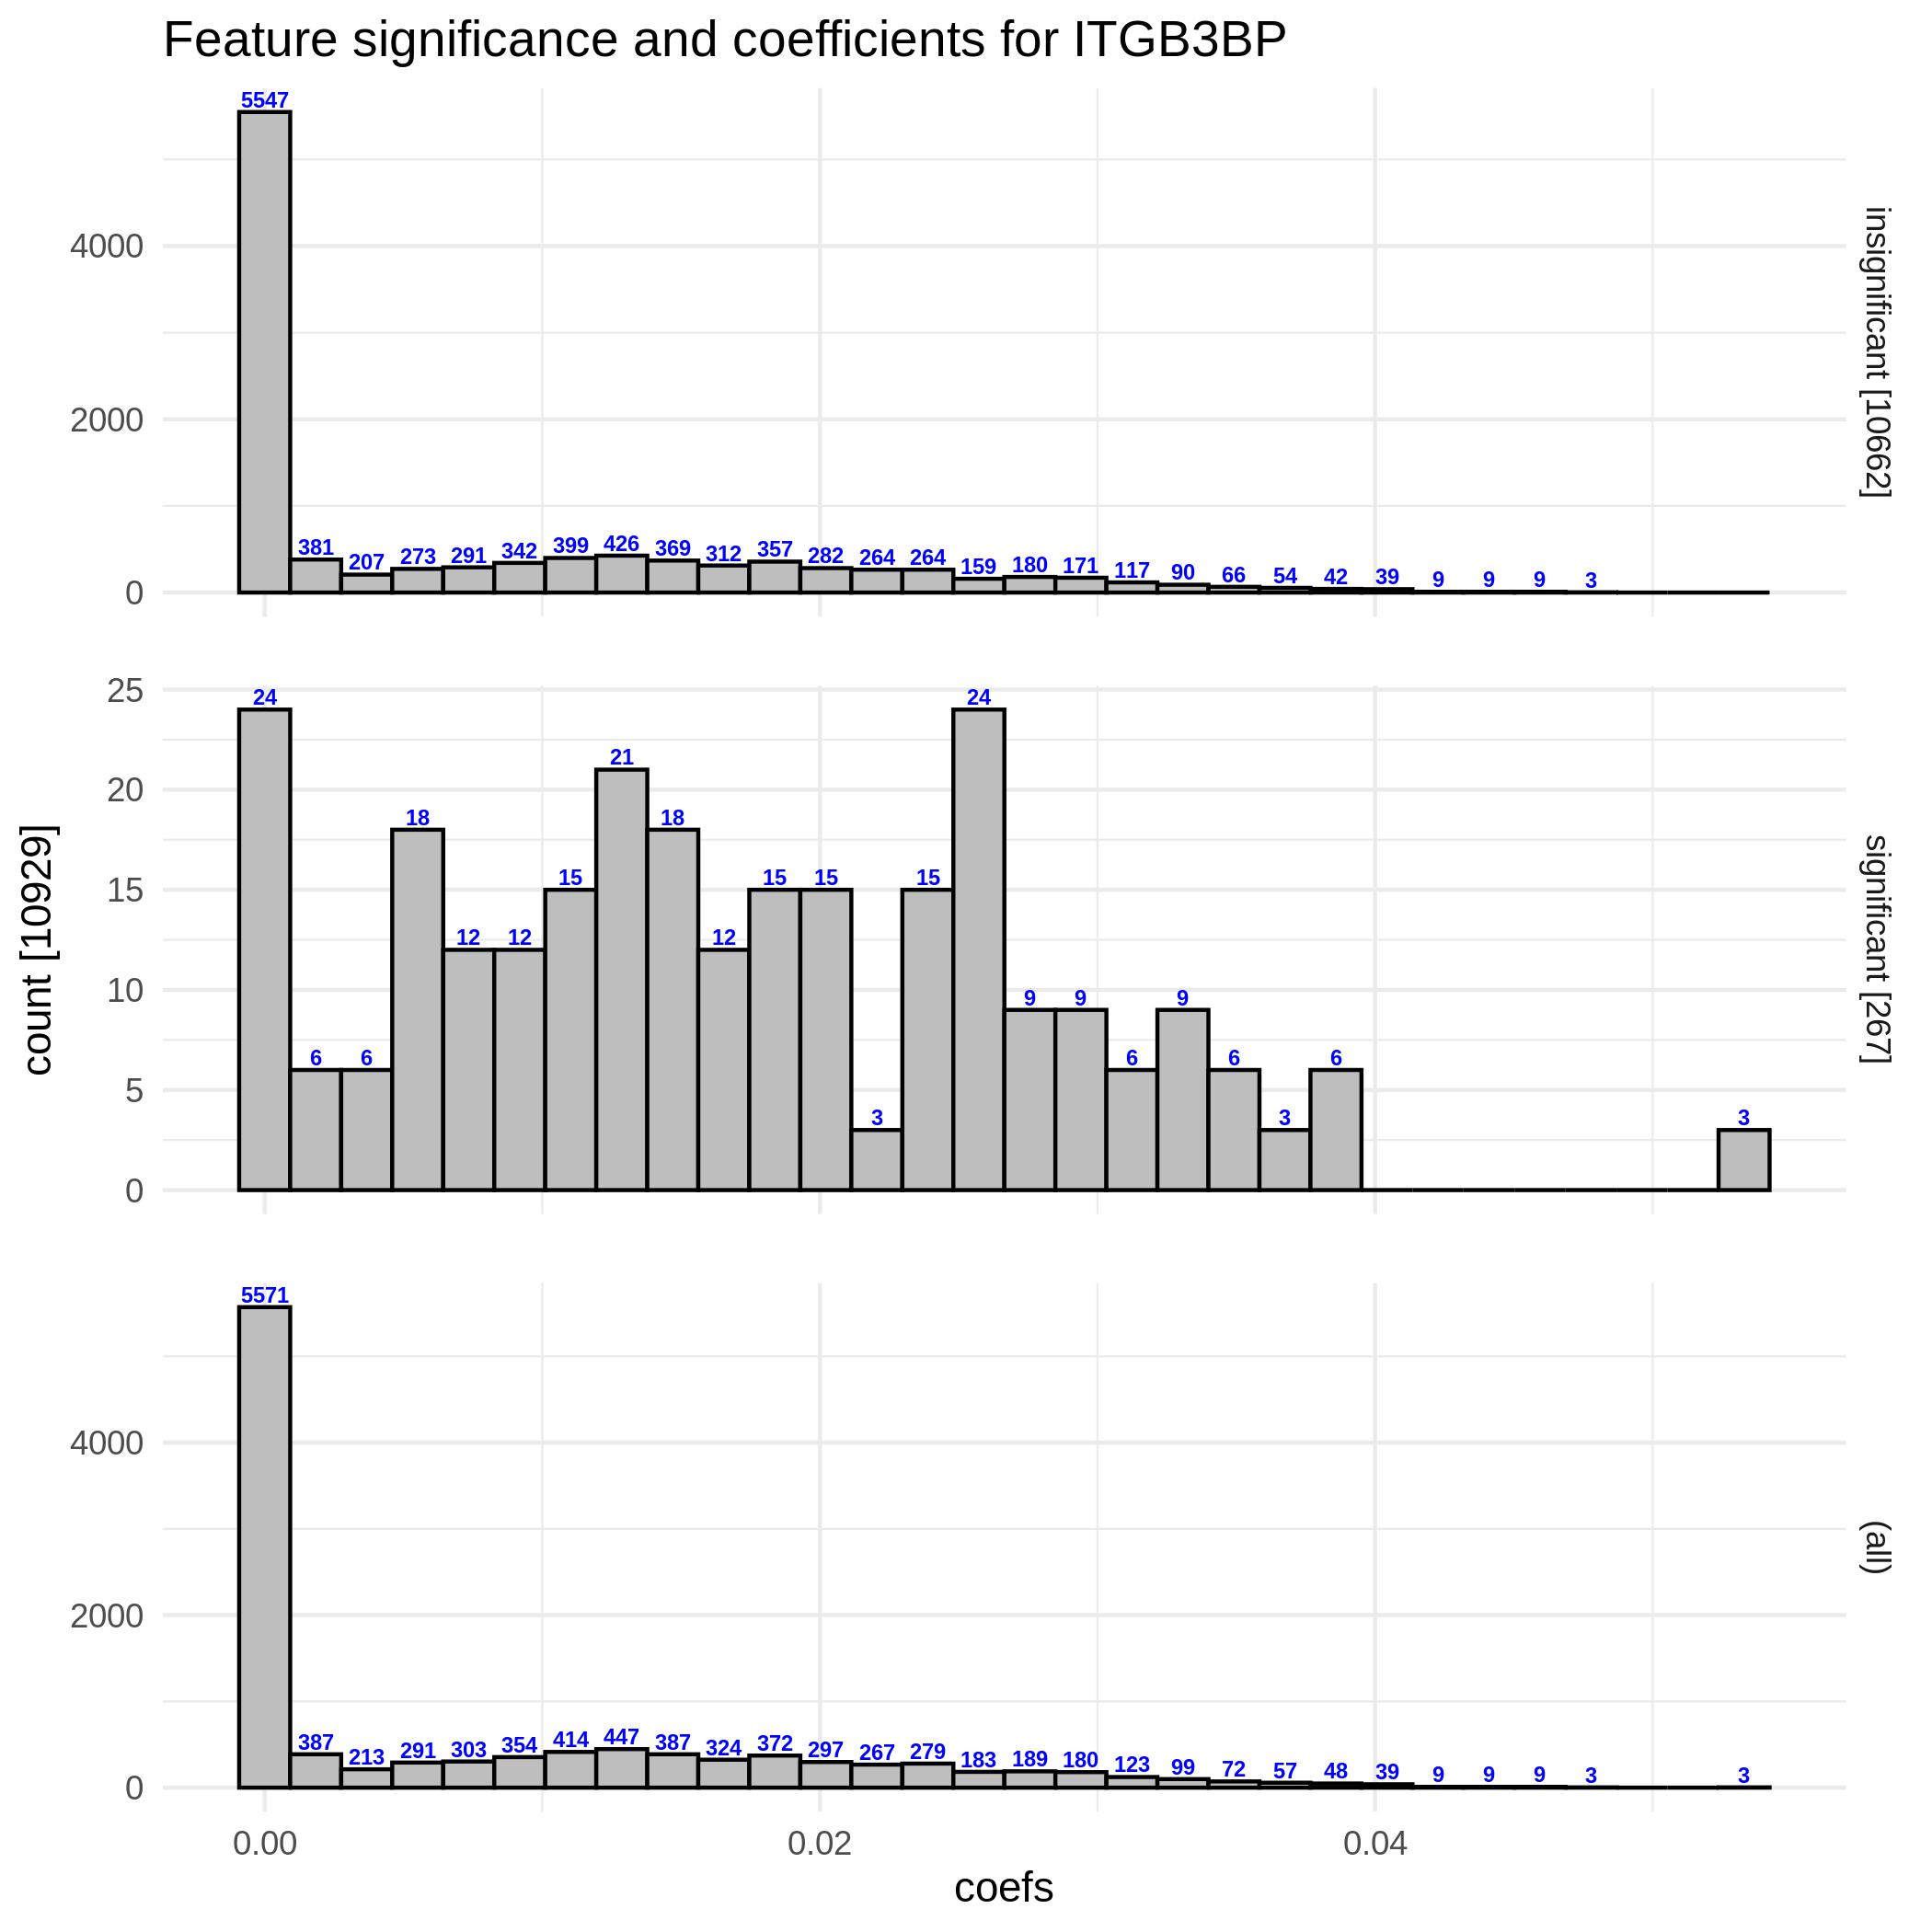 Feature significance and coefficients for ITGB3BP
5547
381 207 273 291 342 399 426 369 312 357 282 264 264 159 180 171 117 90 66 54 42 39 9 9 9 3
4000
2000
0
insignificant [10662]
24 6 6 18 12 12 15 21 18 12 15 15 3 15 24 9 9 6 9 6 3 6 3
25
20
15
10
5
0
count [10929]
significant [267]
5571
387 213 291 303 354 414 447 387 324 372 297 267 279 183 189 180 123 99 72 57 48 39 9 9 9 3 3
4000
2000
0
(all)
0.00 0.02 0.04
coefs